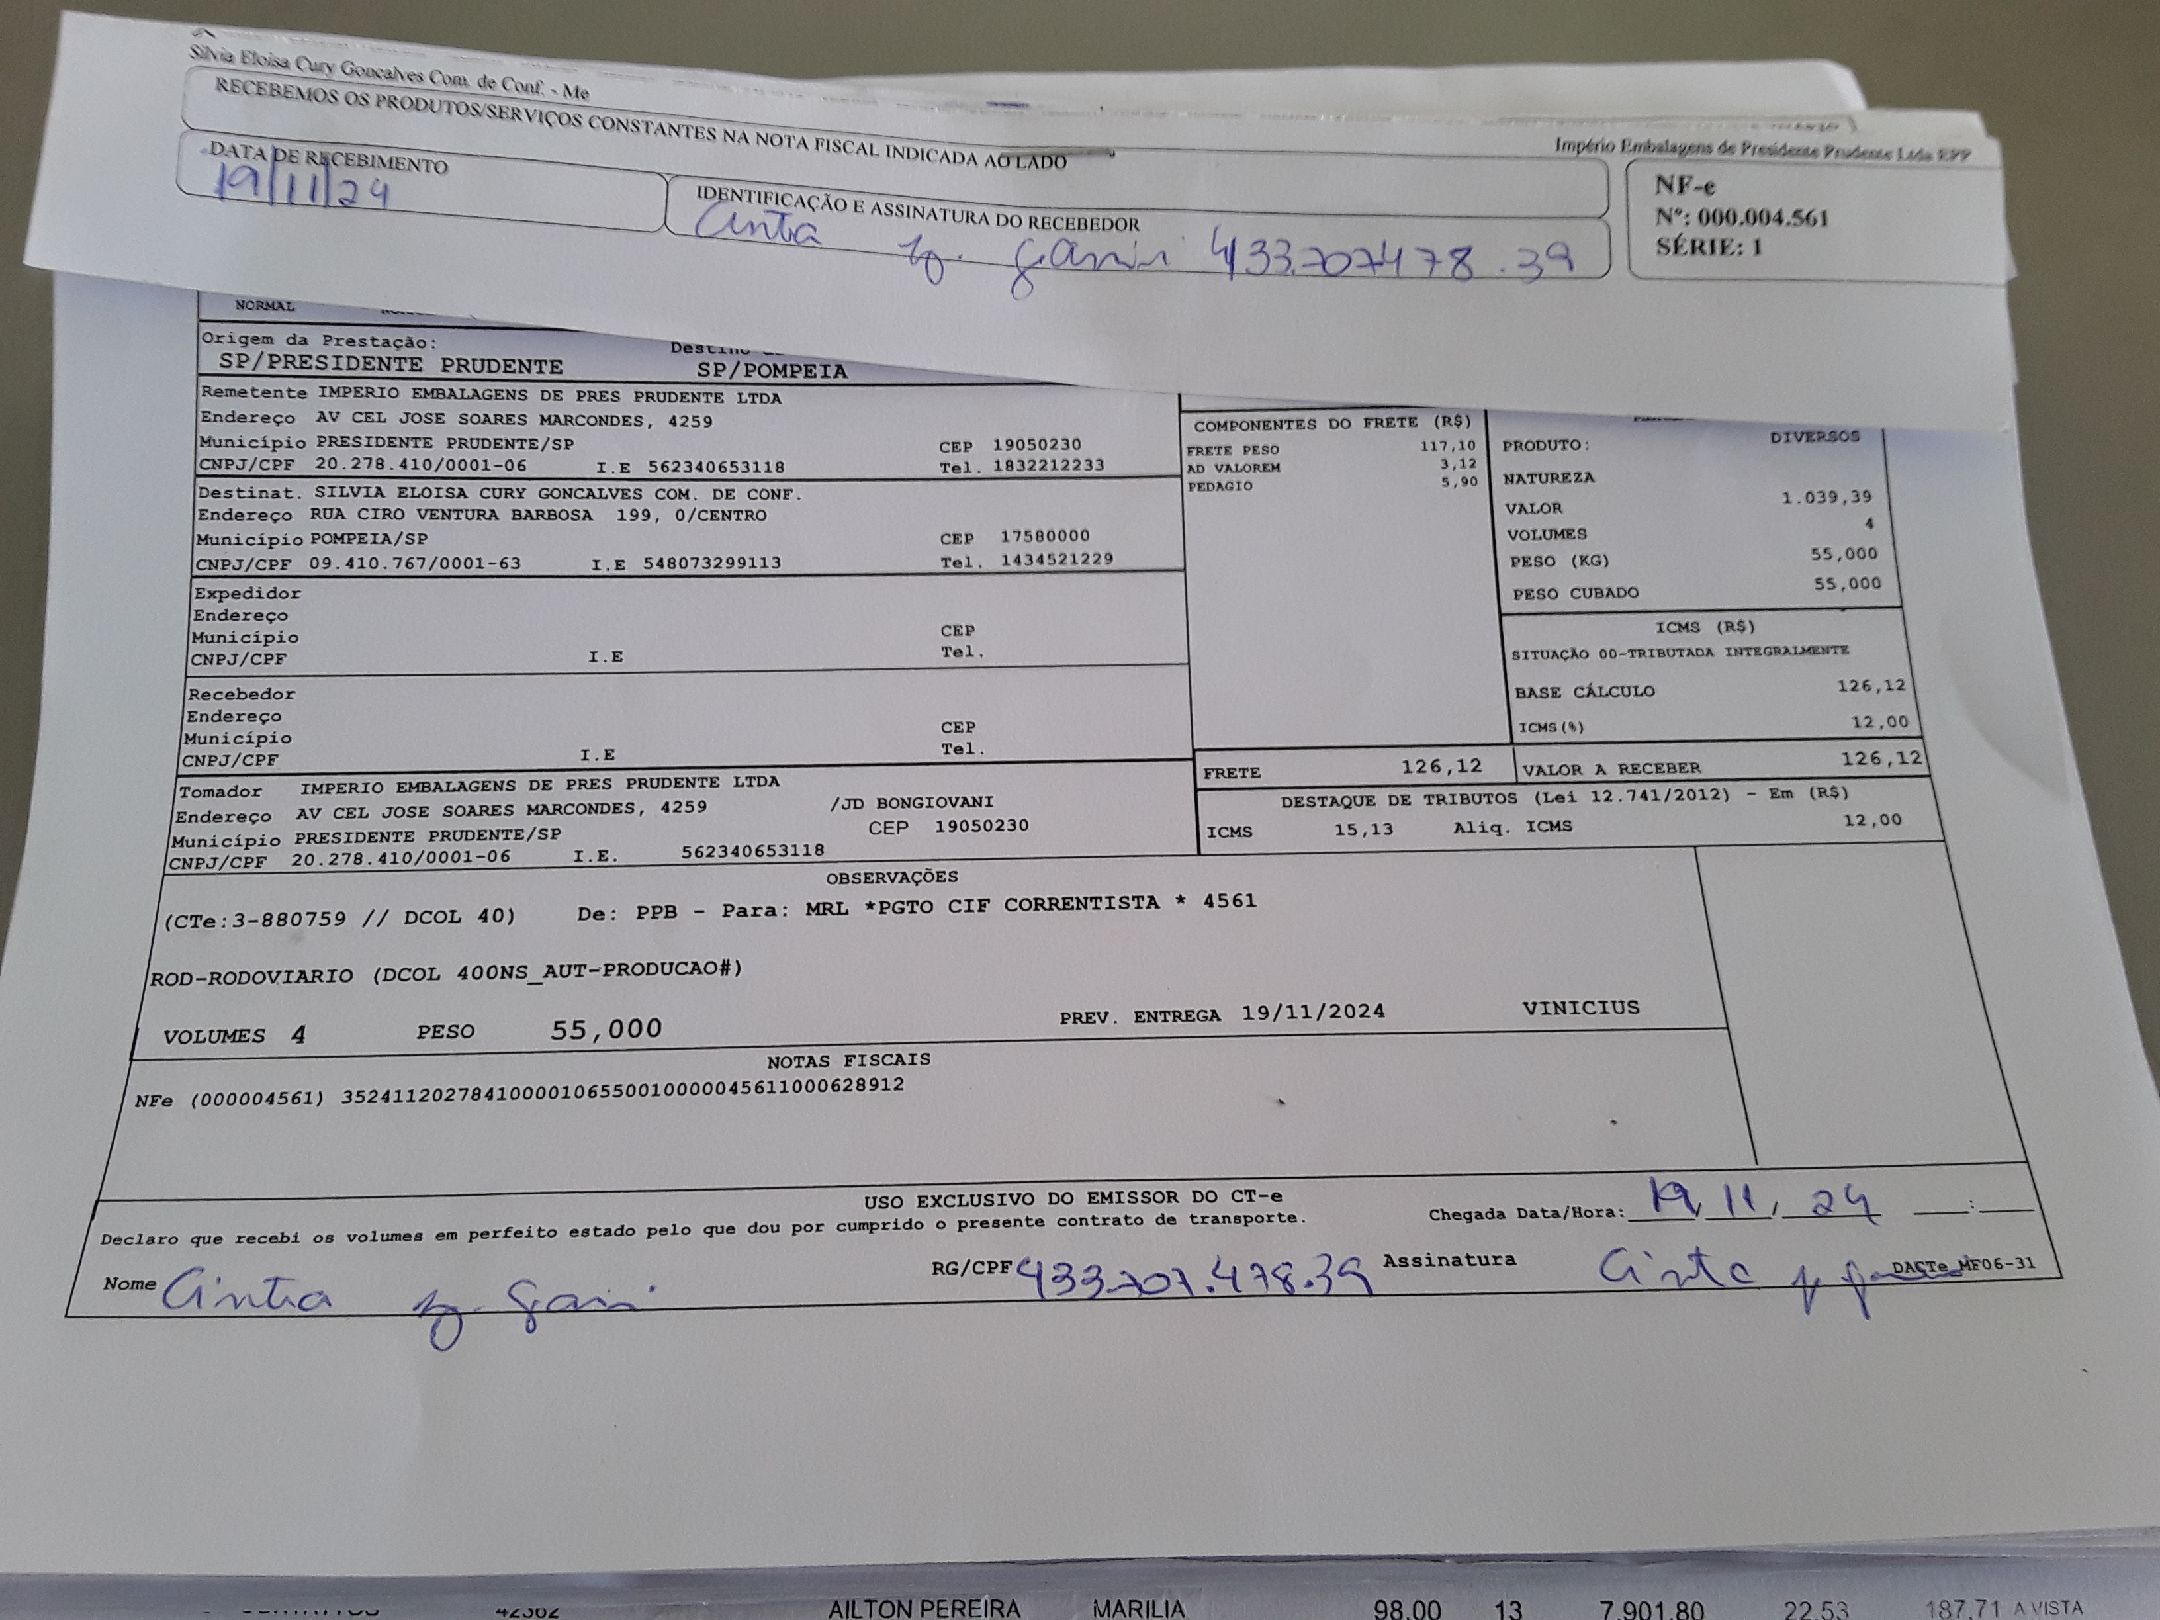 Silvia Eloisa Cury Goncalves Com. de Conf. - Me
RECEBEMOS OS PRODUTOS/SERVIÇOS CONSTANTES NA NOTA FISCAL INDICADA AO LADO
Império Embalagens de Presidente Prudente Ltda EPP
DATA DE RECEBIMENTO
19/11/24
IDENTIFICAÇÃO E ASSINATURA DO RECEBEDOR
433.707478.39
NF-e
Nº: 000.004.561
SÉRIE: 1
NORMAL
Origem da Prestação:
SP/PRESIDENTE PRUDENTE
Destino
SP/POMPEIA
Remetente IMPERIO EMBALAGENS DE PRES PRUDENTE LTDA
Endereço AV CEL JOSE SOARES MARCONDES, 4259
Município PRESIDENTE PRUDENTE/SP CEP 19050230
CNPJ/CPF 20.278.410/0001-06 I.E 562340653118 Tel. 1832212233
Destinat. SILVIA ELOISA CURY GONCALVES COM. DE CONF.
Endereço RUA CIRO VENTURA BARBOSA 199, 0/CENTRO
Município POMPEIA/SP CEP 17580000
CNPJ/CPF 09.410.767/0001-63 I.E 548073299113 Tel. 1434521229
Expedidor
Endereço
Município CEP
CNPJ/CPF I.E Tel.
Recebedor
Endereço
Município CEP
CNPJ/CPF I.E Tel.
Tomador IMPERIO EMBALAGENS DE PRES PRUDENTE LTDA
Endereço AV CEL JOSE SOARES MARCONDES, 4259 /JD BONGIOVANI
Município PRESIDENTE PRUDENTE/SP CEP 19050230
CNPJ/CPF 20.278.410/0001-06 I.E. 562340653118
COMPONENTES DO FRETE (R$)
FRETE PESO 117,10
AD VALOREM 3,12
PEDAGIO 5,90
PRODUTO: DIVERSOS
NATUREZA
VALOR 1.039,39
VOLUMES 4
PESO (KG) 55,000
PESO CUBADO 55,000
ICMS (R$)
SITUAÇÃO 00-TRIBUTADA INTEGRALMENTE
BASE CÁLCULO 126,12
ICMS(%) 12,00
FRETE 126,12 VALOR A RECEBER 126,12
DESTAQUE DE TRIBUTOS (Lei 12.741/2012) - Em (R$)
ICMS 15,13 Aliq. ICMS 12,00
OBSERVAÇÕES
(CTe:3-880759 // DCOL 40) De: PPB - Para: MRL *PGTO CIF CORRENTISTA * 4561
ROD-RODOVIARIO (DCOL 400NS_AUT-PRODUCAO#)
VOLUMES 4 PESO 55,000 PREV. ENTREGA 19/11/2024 VINICIUS
NOTAS FISCAIS
NFe (000004561) 35241120278410000106550010000045611000628912
USO EXCLUSIVO DO EMISSOR DO CT-e
Declaro que recebi os volumes em perfeito estado pelo que dou por cumprido o presente contrato de transporte.
Chegada Data/Hora: 19, 11, 24 :
Nome Cintia RG/CPF 433.707.478.39 Assinatura
DACTe MF06-31
AILTON PEREIRA MARILIA 98,00 13 7.901,80 22,53 187,71 A VISTA